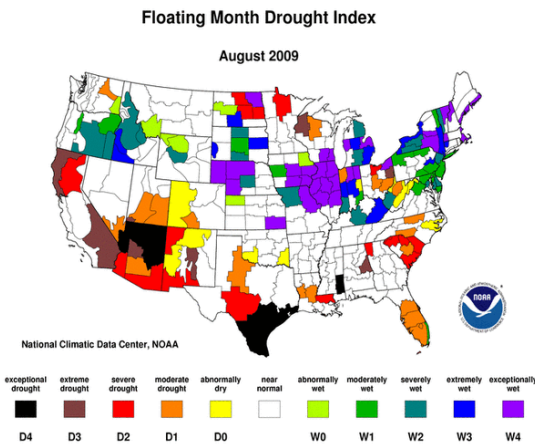 Floating Month Drought Index
August 2009
NOAA
National Climatic Data Center, NOAA
exceptional drought
extreme drought
severe drought
moderate drought
abnormally dry
near normal
abnormally wet
moderately wet
severely wet
extremely wet
exceptionally wet
D4 D3 D2 D1 D0 W0 W1 W2 W3 W4